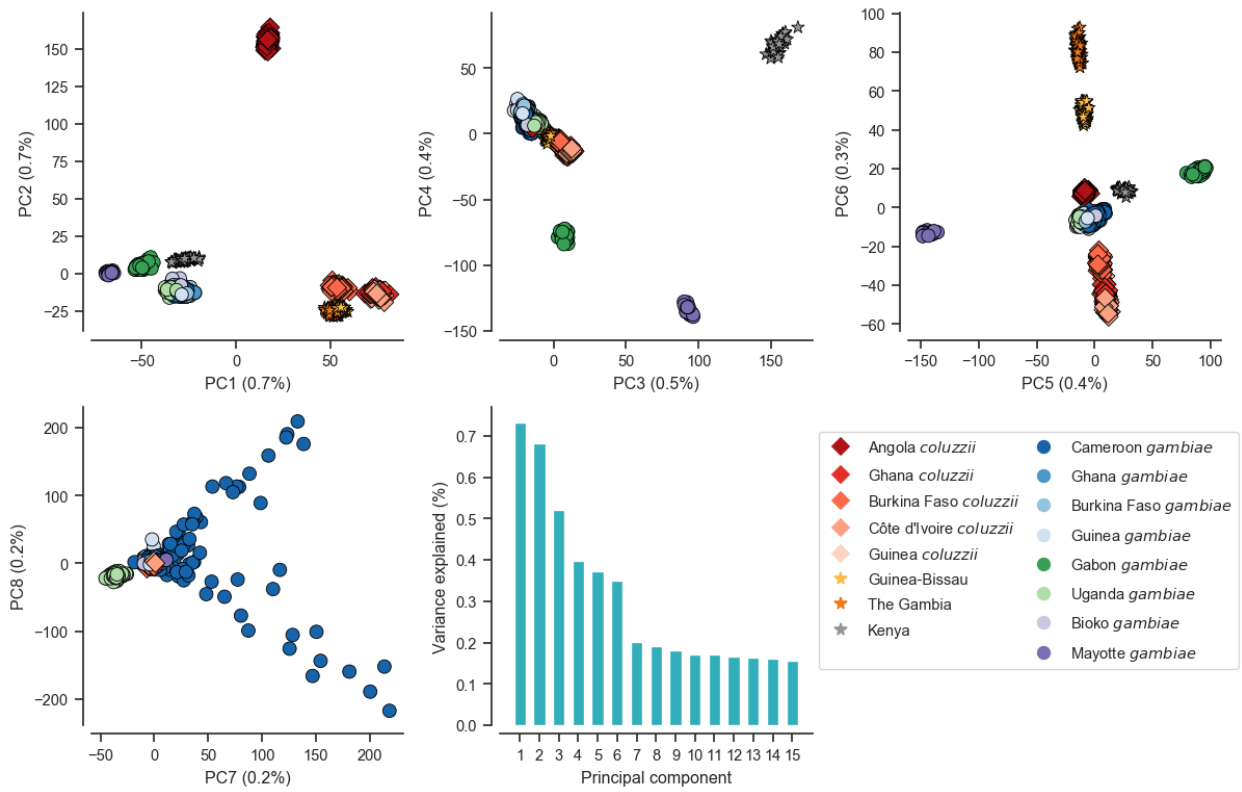 150
125
100
75
50
25
0
−25
PC2 (0.7%)
−50
0
50
PC1 (0.7%)
50
0
−50
−100
−150
PC4 (0.4%)
0
50
100
150
PC3 (0.5%)
100
80
60
40
20
0
−20
−40
−60
PC6 (0.3%)
−150
−100
−50
0
50
100
PC5 (0.4%)
200
100
0
−100
−200
PC8 (0.2%)
−50
0
50
100
150
200
PC7 (0.2%)
0.7
0.6
0.5
0.4
0.3
0.2
0.1
0.0
Variance explained (%)
1 2 3 4 5 6 7 8 9 10 11 12 13 14 15
Principal component
Angola coluzzii
Ghana coluzzii
Burkina Faso coluzzii
Côte d'Ivoire coluzzii
Guinea coluzzii
Guinea-Bissau
The Gambia
Kenya
Cameroon gambiae
Ghana gambiae
Burkina Faso gambiae
Guinea gambiae
Gabon gambiae
Uganda gambiae
Bioko gambiae
Mayotte gambiae